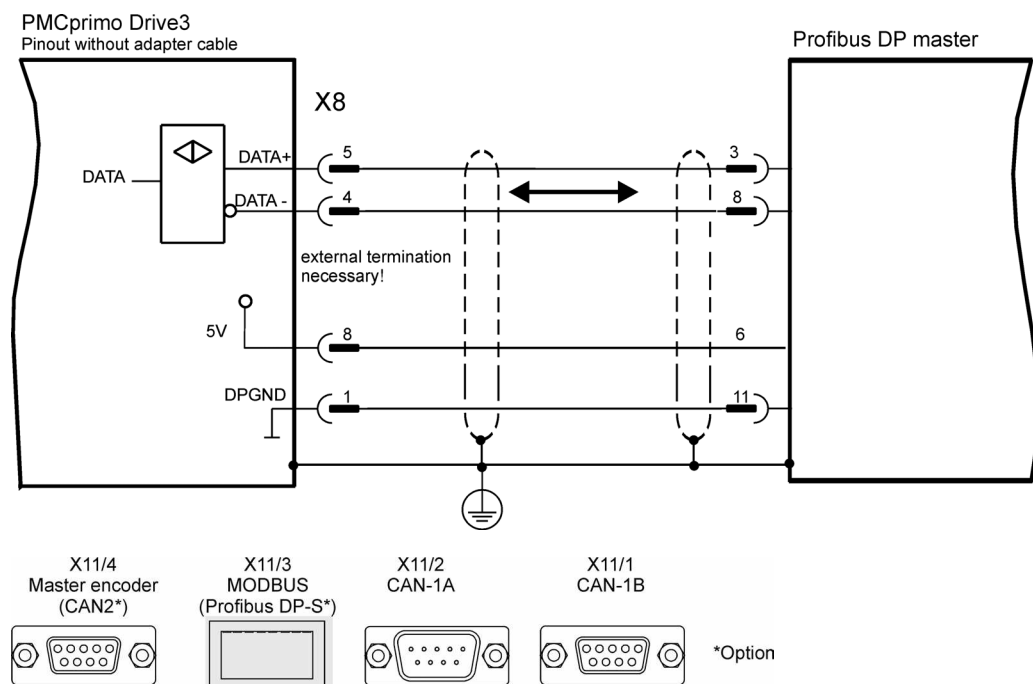 PMCprimo Drive3
Pinout without adapter cable
Profibus DP master
X8
DATA
DATA+
5
3
DATA -
4
8
external termination
necessary!
5V
8
6
DPGND
1
11
X11/4
Master encoder
(CAN2*)
X11/3
MODBUS
(Profibus DP-S*)
X11/2
CAN-1A
X11/1
CAN-1B
*Option